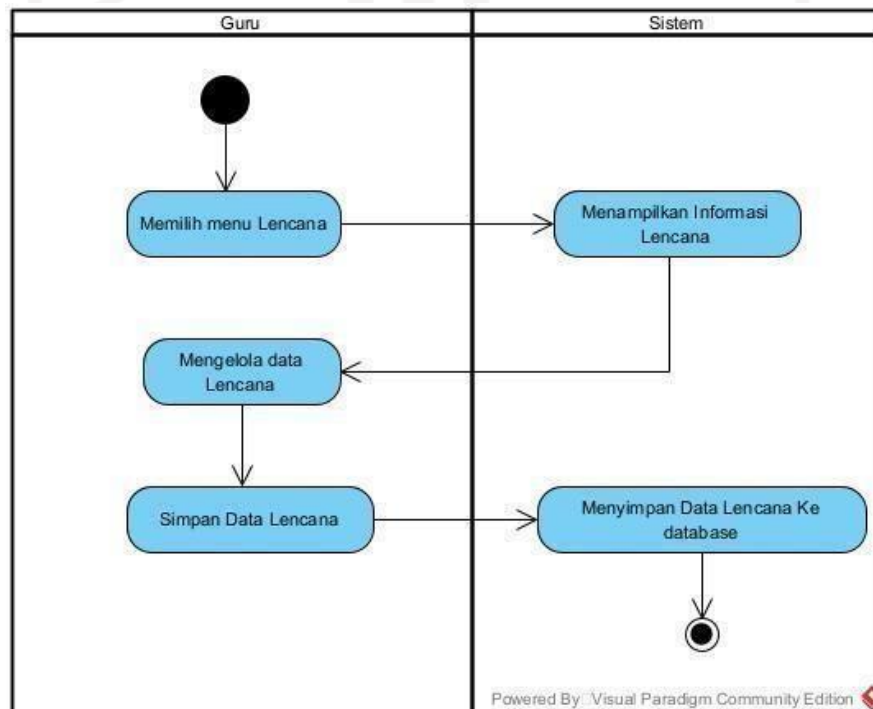 Guru
Sistem
Memilih menu Lencana
Menampilkan Informasi
Lencana
Mengelola data
Lencana
Simpan Data Lencana
Menyimpan Data Lencana Ke
database
Powered By Visual Paradigm Community Edition